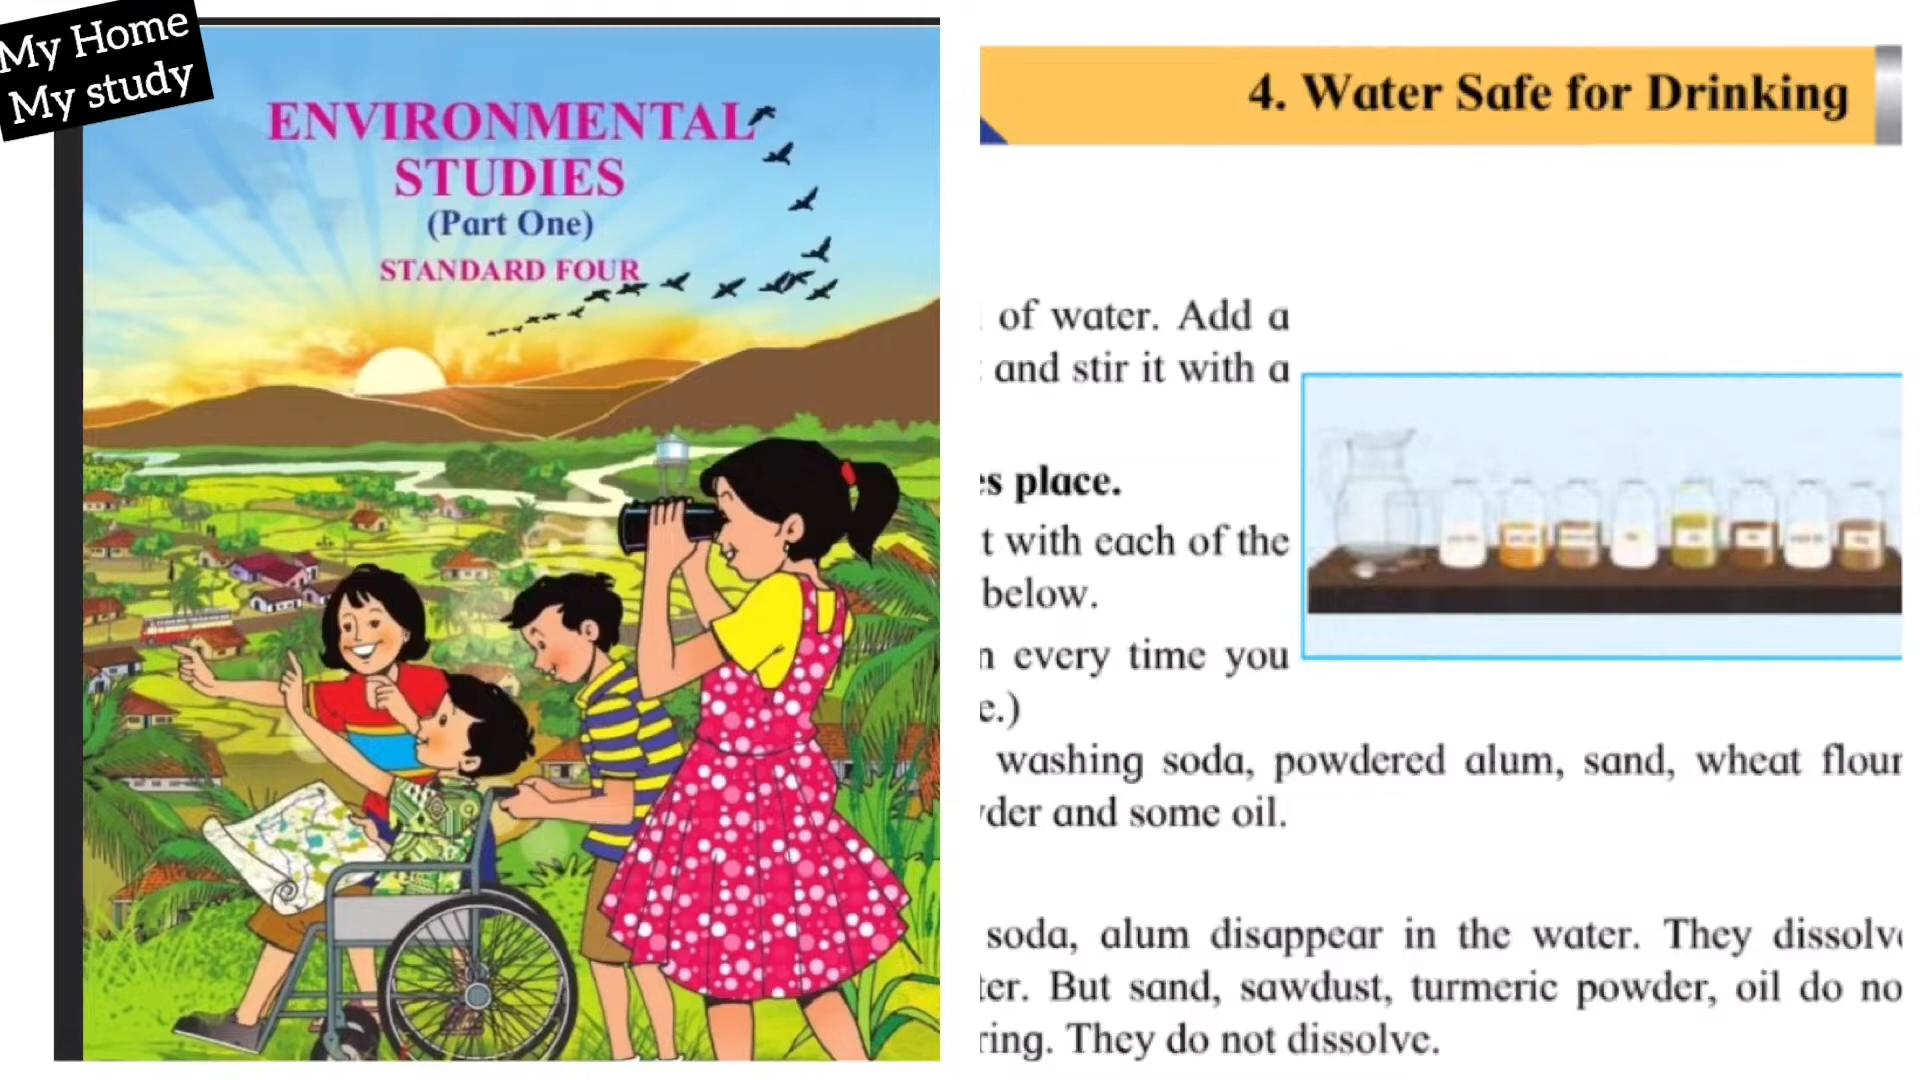 My Home
My study
ENVIRONMENTAL
STUDIES
(Part One)
STANDARD FOUR
4. Water Safe for Drinking
of water. Add a
and stir it with a
place.
with each of the
below.
every time you
washing soda, powdered alum, sand, wheat flour
and some oil.
soda, alum disappear in the water. They
But sand, sawdust, turmeric powder, oil do
They do not dissolve.